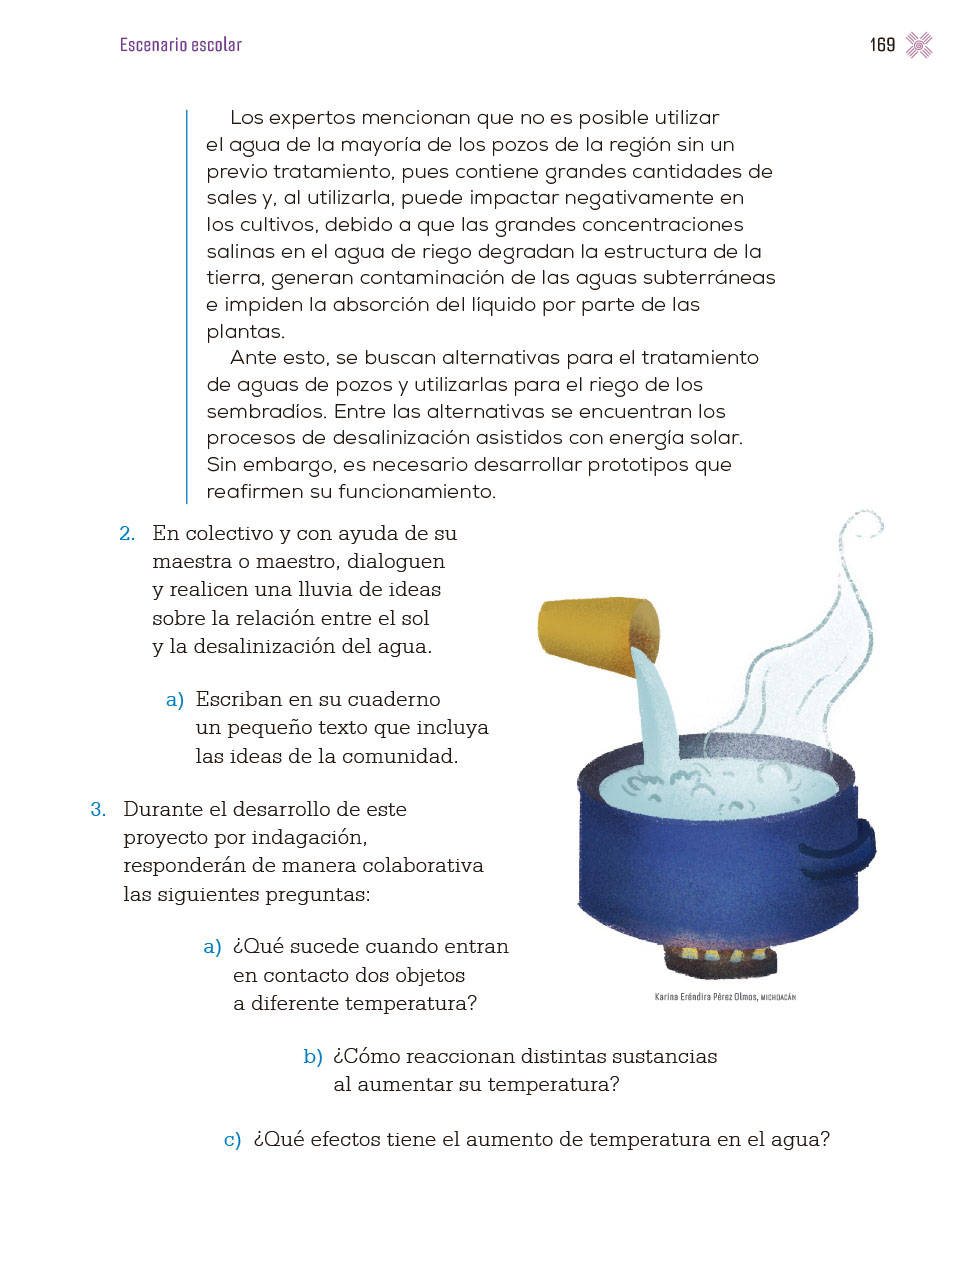 Escenario escolar
169
Los expertos mencionan que no es posible utilizar
el agua de la mayoría de los pozos de la región sin un
previo tratamiento, pues contiene grandes cantidades de
sales y, al utilizarla, puede impactar negativamente en
los cultivos, debido a que las grandes concentraciones
salinas en el agua de riego degradan la estructura de la
tierra, generan contaminación de las aguas subterráneas
e impiden la absorción del líquido por parte de las
plantas.
Ante esto, se buscan alternativas para el tratamiento
de aguas de pozos y utilizarlas para el riego de los
sembradíos. Entre las alternativas se encuentran los
procesos de desalinización asistidos con energía solar.
Sin embargo, es necesario desarrollar prototipos que
reafirmen su funcionamiento.
2. En colectivo y con ayuda de su
maestra o maestro, dialoguen
y realicen una lluvia de ideas
sobre la relación entre el sol
y la desalinización del agua.
a) Escriban en su cuaderno
un pequeño texto que incluya
las ideas de la comunidad.
3. Durante el desarrollo de este
proyecto por indagación,
responderán de manera colaborativa
las siguientes preguntas:
a) ¿Qué sucede cuando entran
en contacto dos objetos
a diferente temperatura?
Karina Eréndira Pérez Olmos, MICHOACÁN
b) ¿Cómo reaccionan distintas sustancias
al aumentar su temperatura?
c) ¿Qué efectos tiene el aumento de temperatura en el agua?